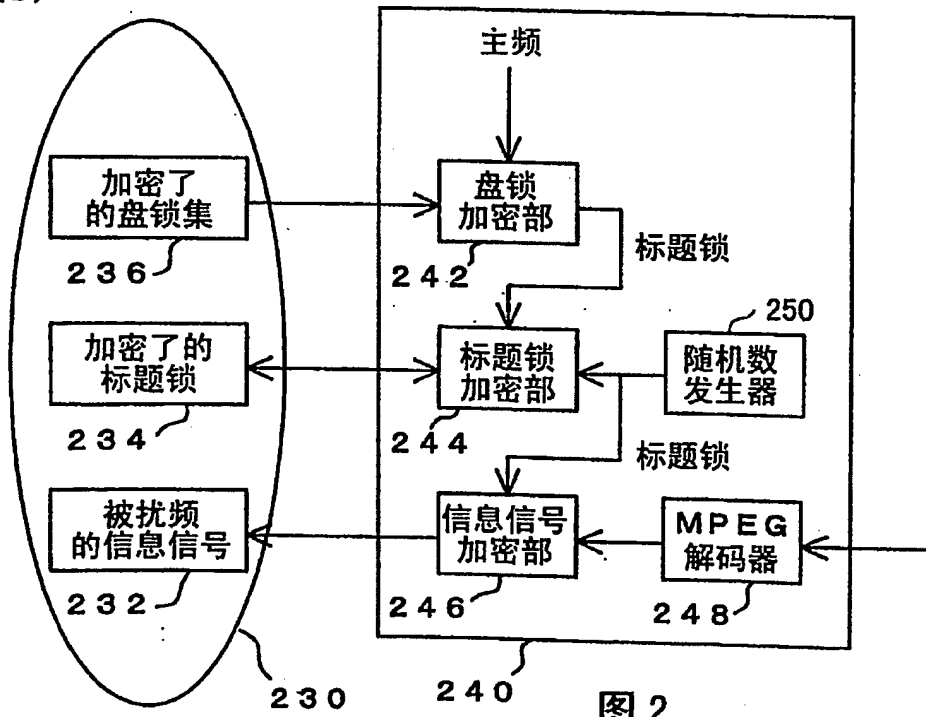 主频
加密了
的盘锁集
236
盘锁
加密部
242
标题锁
加密了的
标题锁
234
标题锁
加密部
244
250
随机数
发生器
标题锁
被扰频
的信息信号
232
信息信号
加密部
246
MPEG
解码器
248
230
240
图2